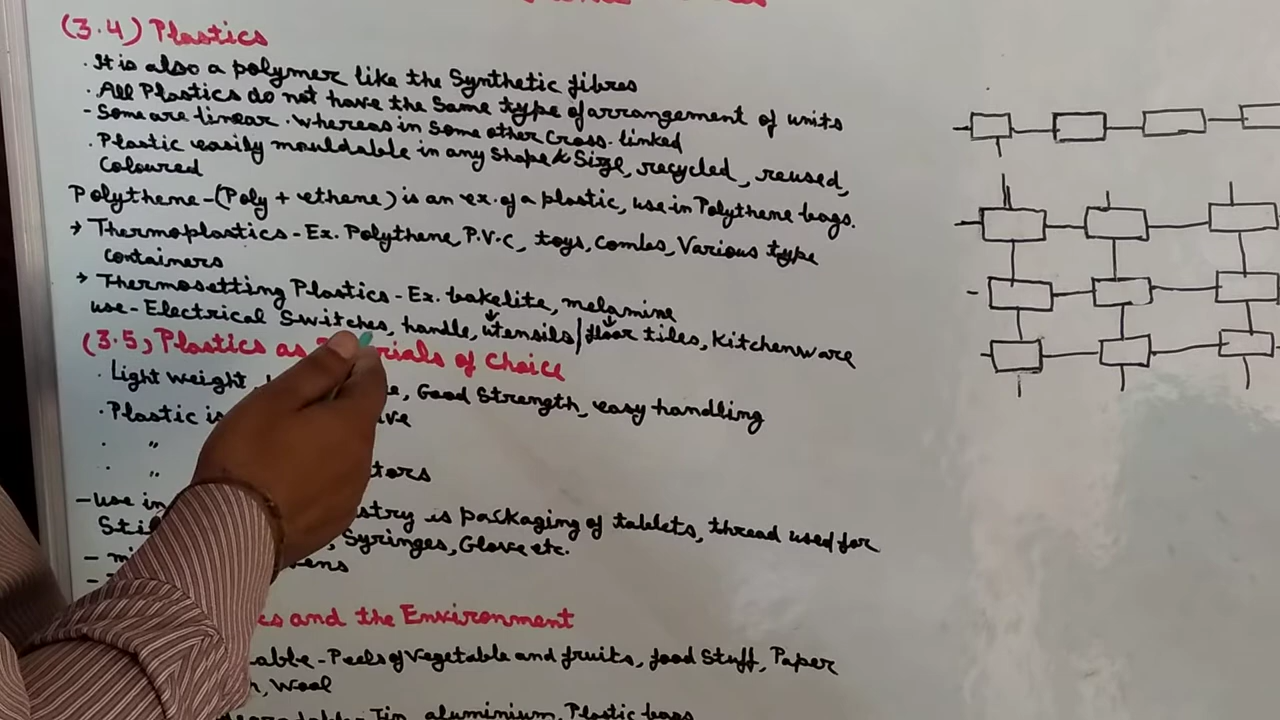 (3.4) Plastics
. It is also a polymer like the Synthetic fibres
. All Plastics do not have the same type of arrangement of units
- Some are linear . whereas in some other Cross-linked
. Plastic easily mouldable in any Shape & Size, recycled, reused,
Coloured
Polythene-(Poly + ethene) is an ex. of a plastic, use in Polythene bags.
→ Thermoplastics - Ex. Polythene, P.V.C, toys, combs, Various type
containers
→ Thermosetting Plastics - Ex. bakelite, melamine
use - Electrical Switches, handle, utensils / floor tiles, Kitchenware
(3.5) Plastics as of Choice
. Light weight , Good Strength, easy handling
. Plastic is
. "
. "
- use in is packaging of tablets, thread used for
Syringes, Glove etc.
-
-
and the Environment
- Peels of Vegetable and fruits, food Stuff, Paper
, Wool
Tin, aluminium, Plastic bags